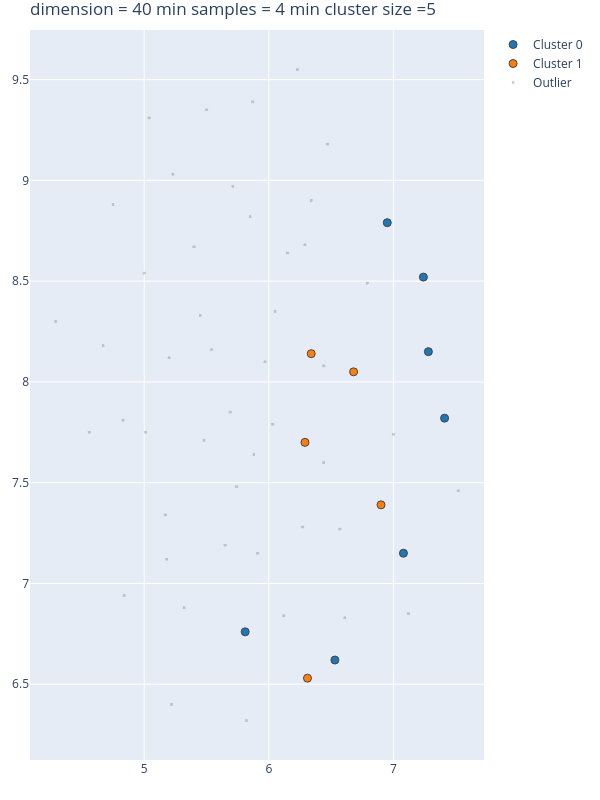 dimension = 40 min samples = 4 min cluster size =5
Cluster 0
Cluster 1
Outlier
9.5
9
8.5
8
7.5
7
6.5
5 6 7